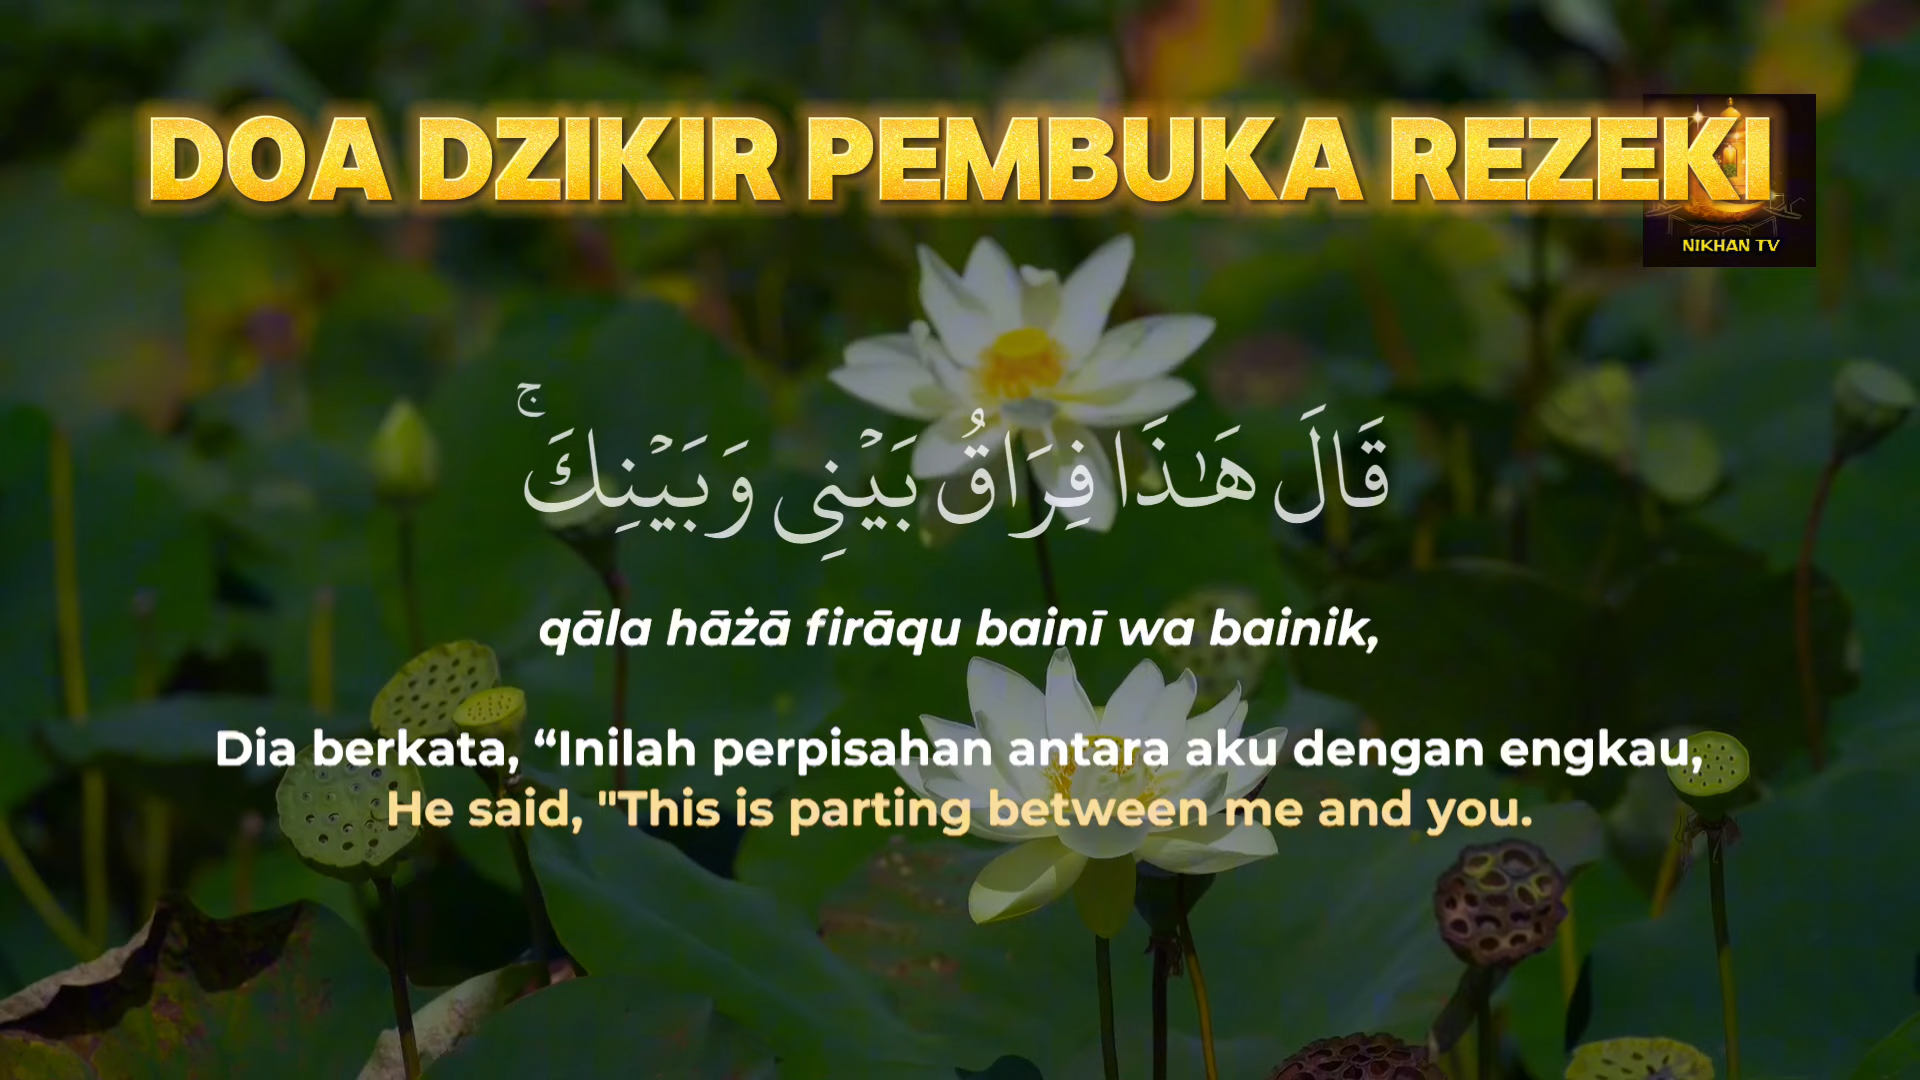 DOA DZIKIR PEMBUKA REZEKI
NIKHAN TV
قَالَ هَـٰذَا فِرَاقُ بَيْنِى وَبَيْنِكَ ۚ
qāla hāżā firāqu bainī wa bainik,
Dia berkata, “Inilah perpisahan antara aku dengan engkau,
He said, "This is parting between me and you.